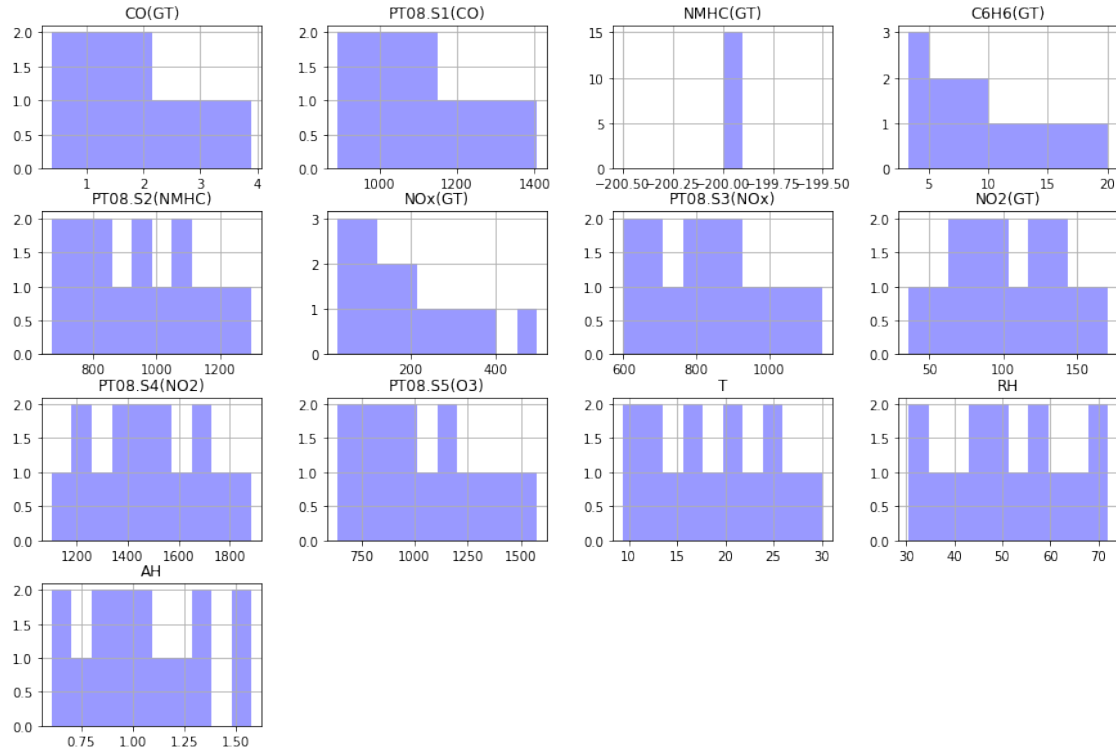 CO(GT)
2.0
1.5
1.0
0.5
0.0
1 2 3 4
PT08.S1(CO)
2.0
1.5
1.0
0.5
0.0
1000 1200 1400
NMHC(GT)
15
10
5
0
−200.50 −200.25 −200.00 −199.75 −199.50
C6H6(GT)
3
2
1
0
5 10 15 20
PT08.S2(NMHC)
2.0
1.5
1.0
0.5
0.0
800 1000 1200
NOx(GT)
3
2
1
0
200 400
PT08.S3(NOx)
2.0
1.5
1.0
0.5
0.0
600 800 1000
NO2(GT)
2.0
1.5
1.0
0.5
0.0
50 100 150
PT08.S4(NO2)
2.0
1.5
1.0
0.5
0.0
1200 1400 1600 1800
PT08.S5(O3)
2.0
1.5
1.0
0.5
0.0
750 1000 1250 1500
T
2.0
1.5
1.0
0.5
0.0
10 15 20 25 30
RH
2.0
1.5
1.0
0.5
0.0
30 40 50 60 70
AH
2.0
1.5
1.0
0.5
0.0
0.75 1.00 1.25 1.50